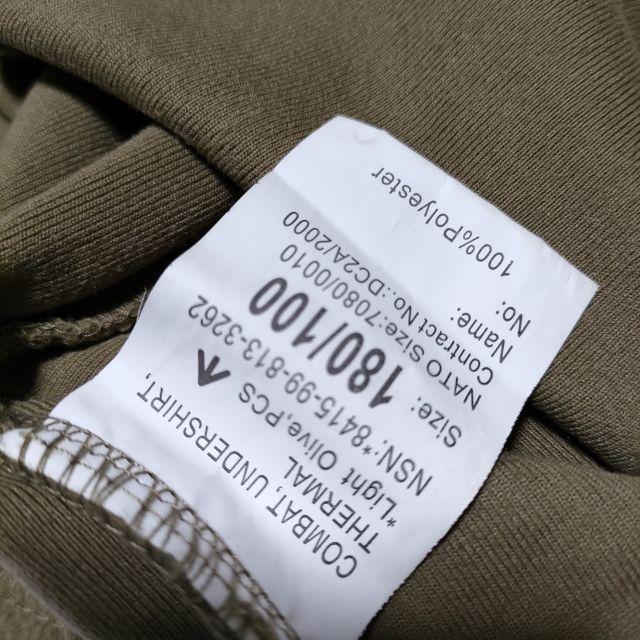 COMBAT, UNDERSHIRT,
THERMAL
"Light Olive,PCS
NSN:*8415-99-813-3262
Size: 180/100
NATO Size:7080/0010
Contract No.:DC2A/2000
Name:
No:
100%Polyester